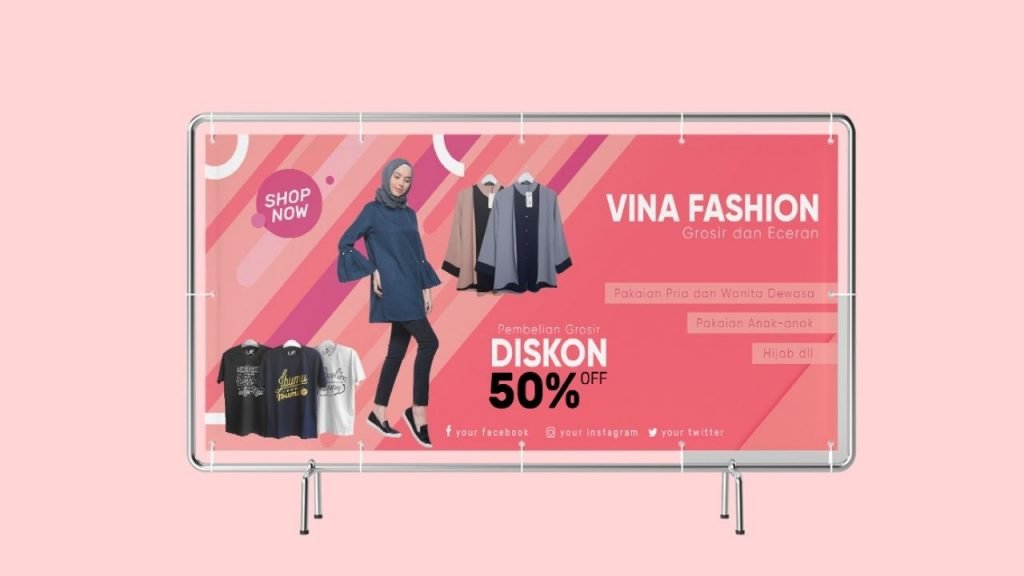 SHOP
NOW
VINA FASHION
Grosir dan Eceran
Pakaian Pria dan Wanita Dewasa
Pakaian Anak-anak
Hijab dll
Pembelian Grosir
DISKON
50% OFF
your facebook
your instagram
your twitter